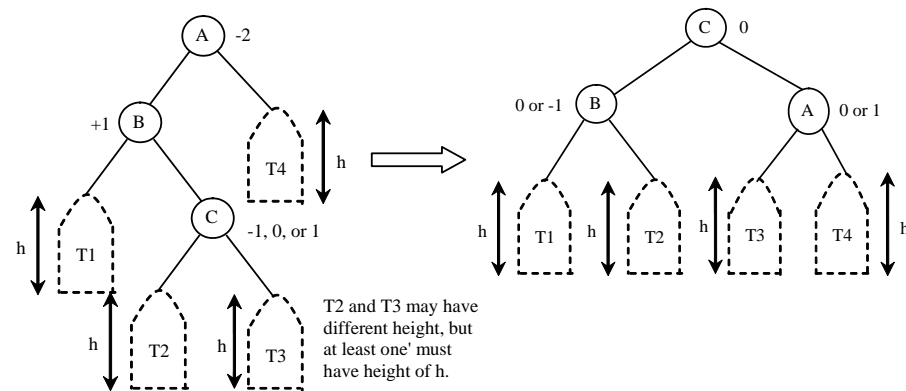 A -2
+1 B
T4 h
C
-1, 0, or 1
h T1
h T2
h T3
T2 and T3 may have
different height, but
at least one' must
have height of h.
C 0
0 or -1 B
A 0 or 1
h T1
h T2
h T3
T4 h